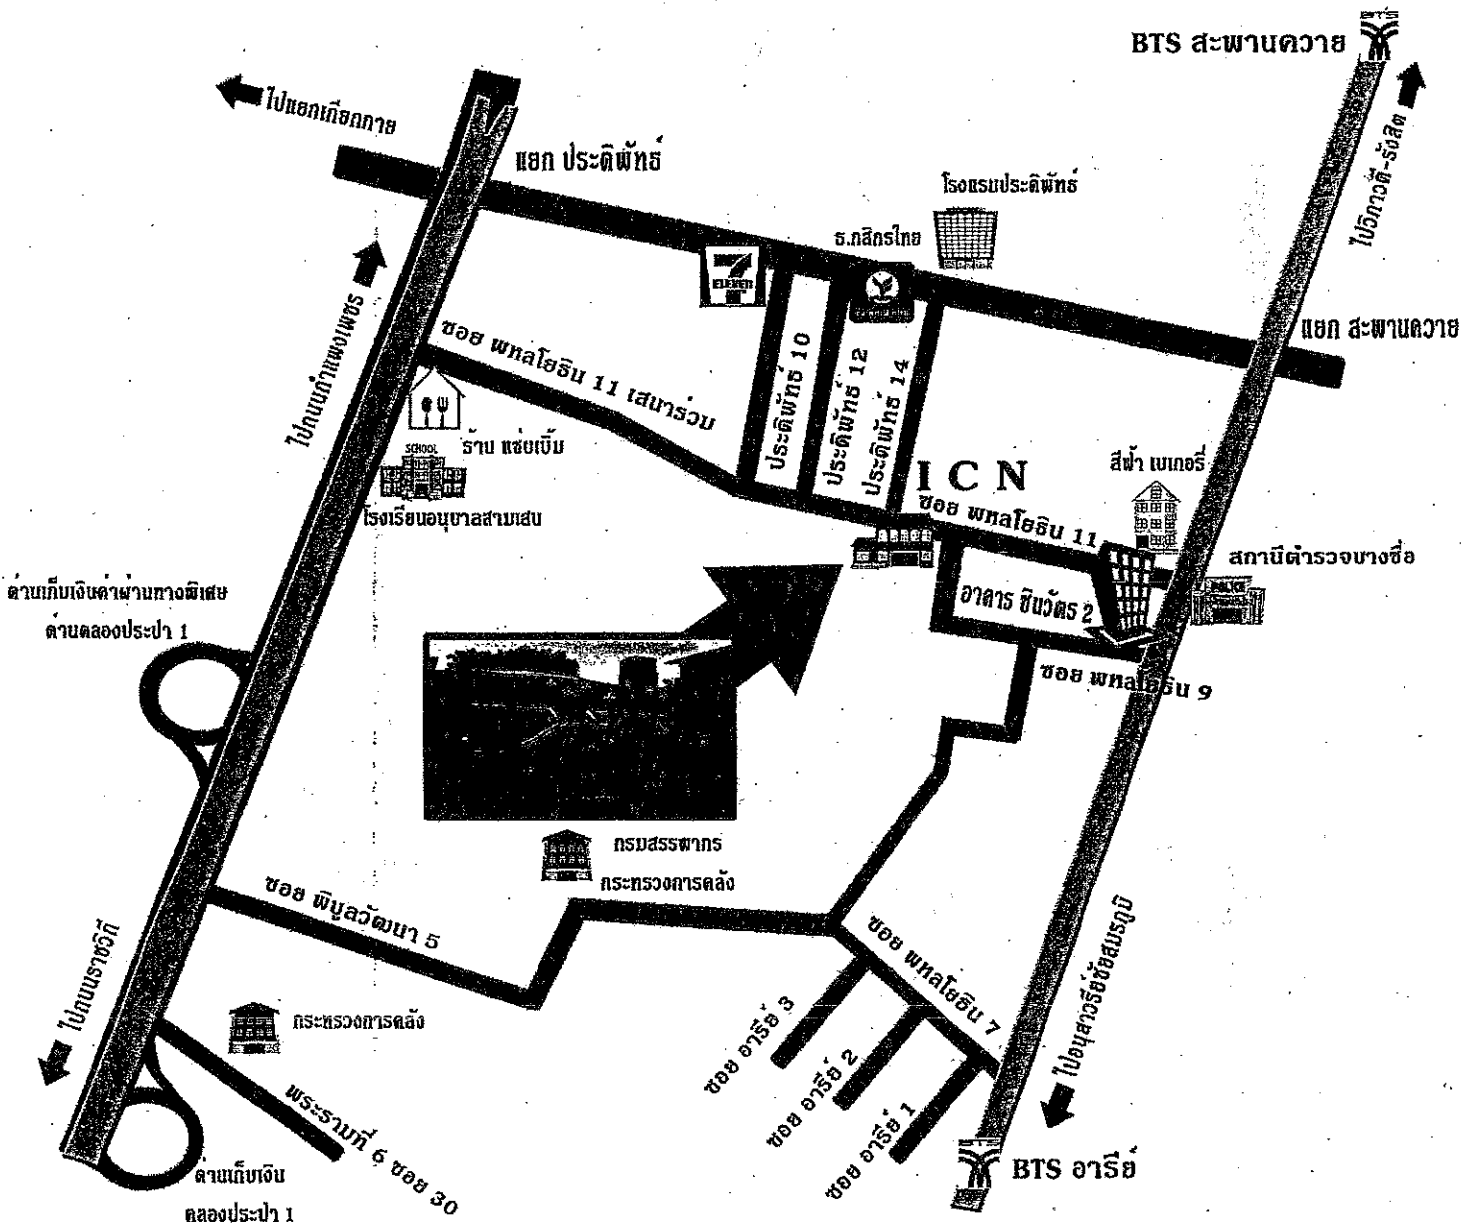 BTS
BTS สะพานควาย
ไปแยกเกียกกาย
แยก ประดิพัทธ์
โรงแรมประดิพัทธ์
ไปวิภาวดี-รังสิต
ธ.กสิกรไทย
7
ELEVEN
แยก สะพานควาย
ไปถนนกำแพงเพชร
ซอย พหลโยธิน 11 เสนาร่วม
ประดิพัทธ์ 10
ประดิพัทธ์ 12
ประดิพัทธ์ 14
ร้าน แซ่บเบิ้ม
SCHOOL
โรงเรียนอนุบาลสามเสน
ICN
ซอย พหลโยธิน 11
สีฟ้า เบเกอรี่
สถานีตำรวจบางซื่อ
POLICE
อาคาร ชินวัตร 2
ซอย พหลโยธิน 9
ด่านเก็บเงินค่าผ่านทางพิเศษ
ด่านคลองประปา 1
กรมสรรพากร
กระทรวงการคลัง
ซอย พิบูลวัฒนา 5
ซอย พหลโยธิน 7
ไปอนุสาวรีย์ชัยสมรภูมิ
ไปถนนราชวิถี
กระทรวงการคลัง
ซอย อารีย์ 3
ซอย อารีย์ 2
ซอย อารีย์ 1
พระรามที่ 6 ซอย 30
ด่านเก็บเงิน
คลองประปา 1
BTS
BTS อารีย์